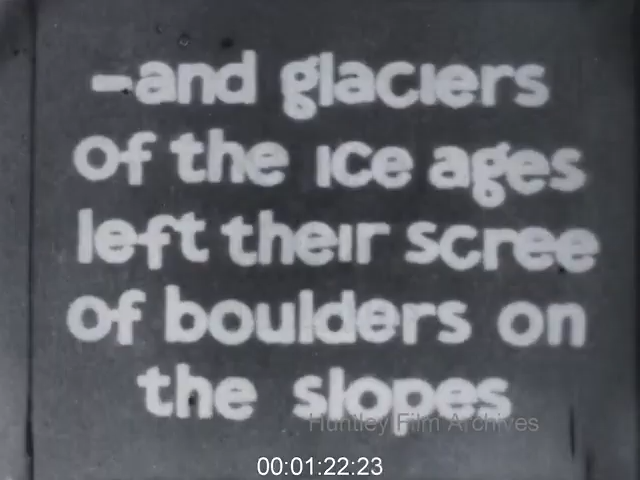 –and glaciers
of the ice ages
left their scree
of boulders on
the slopes
Huntley Film Archives
00:01:22:23